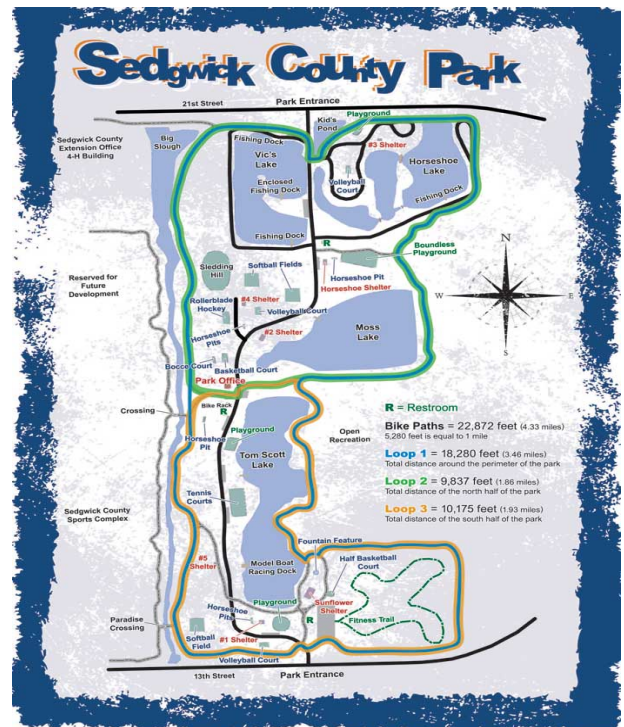 Sedgwick County Park
21st Street
Park Entrance
Sedgwick County
Extension Office
4-H Building
Big
Slough
Fishing Dock
Vic's
Lake
Enclosed
Fishing Dock
Fishing Dock
Kid's
Pond
Playground
#3 Shelter
Volleyball
Court
Horseshoe
Lake
Fishing Dock
R
Boundless
Playground
Horseshoe Pit
Horseshoe Shelter
Reserved for
Future
Development
Sledding
Hill
Softball Fields
Rollerblade
Hockey
#4 Shelter
Volleyball Court
Horseshoe
Pits
#2 Shelter
Moss
Lake
Bocce Court
Basketball Court
Park Office
N
W
E
S
Crossing
Bike Rack
R
Horseshoe
Pit
Playground
Open
Recreation
Tom Scott
Lake
Tennis
Courts
Sedgwick County
Sports Complex
#5
Shelter
Model Boat
Racing Dock
Fountain Feature
Half Basketball
Court
Horseshoe
Pits
Playground
Sunflower
Shelter
R
Fitness Trail
Paradise
Crossing
Softball
Field
#1 Shelter
Volleyball Court
13th Street
Park Entrance
R = Restroom
Bike Paths = 22,872 feet (4.33 miles)
5,280 feet is equal to 1 mile
Loop 1 = 18,280 feet (3.46 miles)
Total distance around the perimeter of the park
Loop 2 = 9,837 feet (1.86 miles)
Total distance of the north half of the park
Loop 3 = 10,175 feet (1.93 miles)
Total distance of the south half of the park